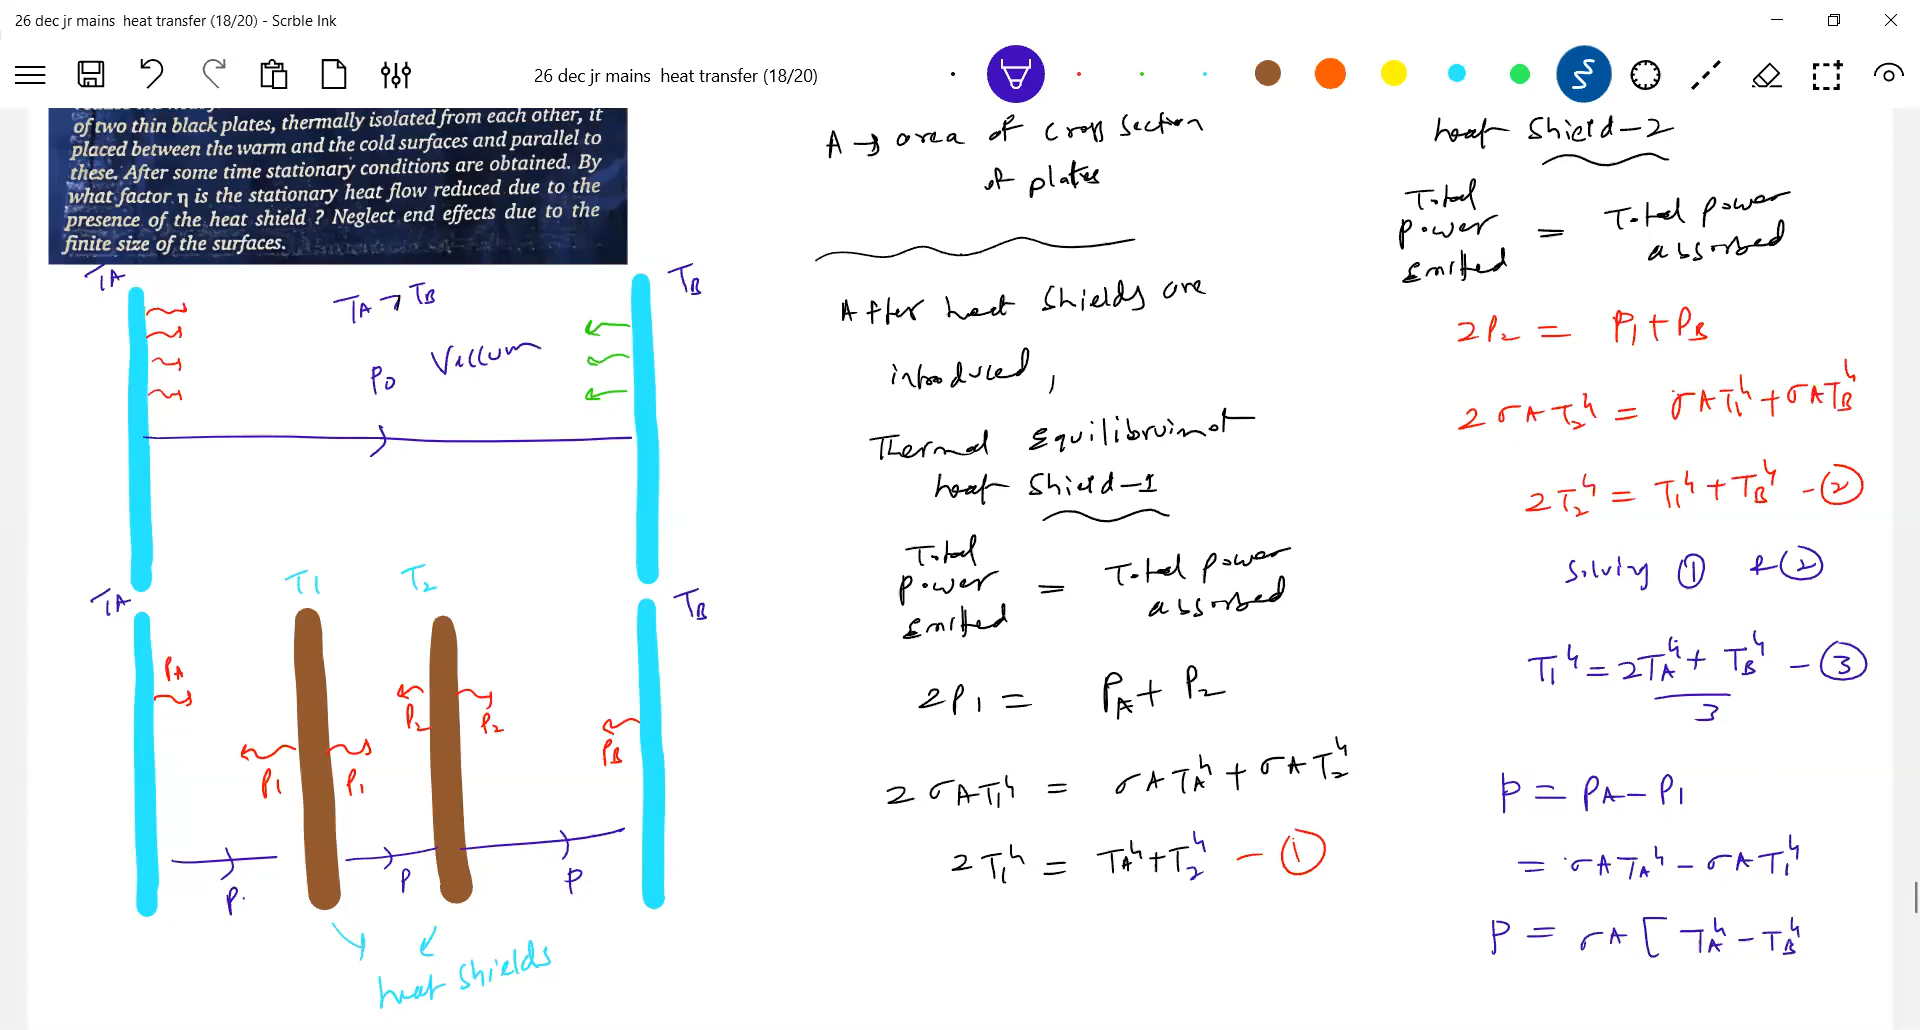 26 dec jr mains heat transfer (18/20) - Scrble Ink
26 dec jr mains heat transfer (18/20)
of two thin black plates, thermally isolated from each other, it
placed between the warm and the cold surfaces and parallel to
these. After some time stationary conditions are obtained. By
what factor η is the stationary heat flow reduced due to the
presence of the heat shield ? Neglect end effects due to the
finite size of the surfaces.
TA
TA > TB
TB
P0 Vaccum
TA
T1
T2
TB
PA
P1
P1
P2
P2
PB
P.
P
P
heat shields
A → area of cross section
of plates
After heat shields are
introduced,
Thermal Equilibruim of
heat shield-1
Total power emitted = Total power absorbed
2P1 = PA + P2
2σAT1⁴ = σATA⁴ + σAT2⁴
2T1⁴ = TA⁴ + T2⁴ - ①
heat shield-2
Total power emitted = Total power absorbed
2P2 = P1 + PB
2σAT2⁴ = σAT1⁴ + σATB⁴
2T2⁴ = T1⁴ + TB⁴ - ②
Solving ① & ②
T1⁴ = 2TA⁴ + TB⁴ - ③
3
P = PA - P1
= σATA⁴ - σAT1⁴
P = σA[ TA⁴ - TB⁴